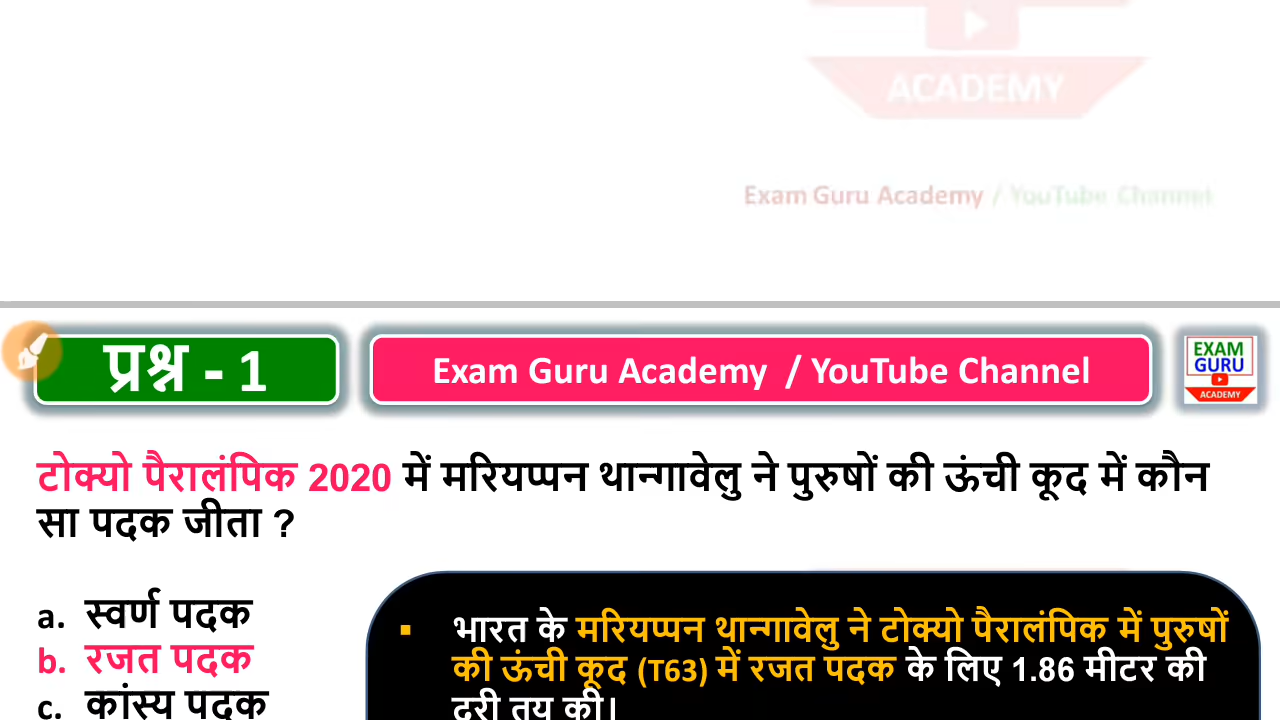 ACADEMY
Exam Guru Academy / YouTube Channel
प्रश्न - 1
Exam Guru Academy / YouTube Channel
EXAM
GURU
ACADEMY
टोक्यो पैरालंपिक 2020 में मरियप्पन थान्गावेलु ने पुरुषों की ऊंची कूद में कौन
सा पदक जीता ?
a. स्वर्ण पदक
b. रजत पदक
c. कांस्य पदक
▪ भारत के मरियप्पन थान्गावेलु ने टोक्यो पैरालंपिक में पुरुषों
की ऊंची कूद (T63) में रजत पदक के लिए 1.86 मीटर की
दूरी तय की।